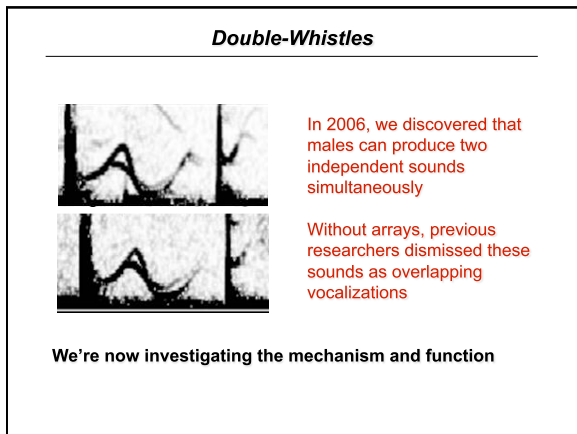 Double-Whistles
In 2006, we discovered that
males can produce two
independent sounds
simultaneously
Without arrays, previous
researchers dismissed these
sounds as overlapping
vocalizations
We’re now investigating the mechanism and function